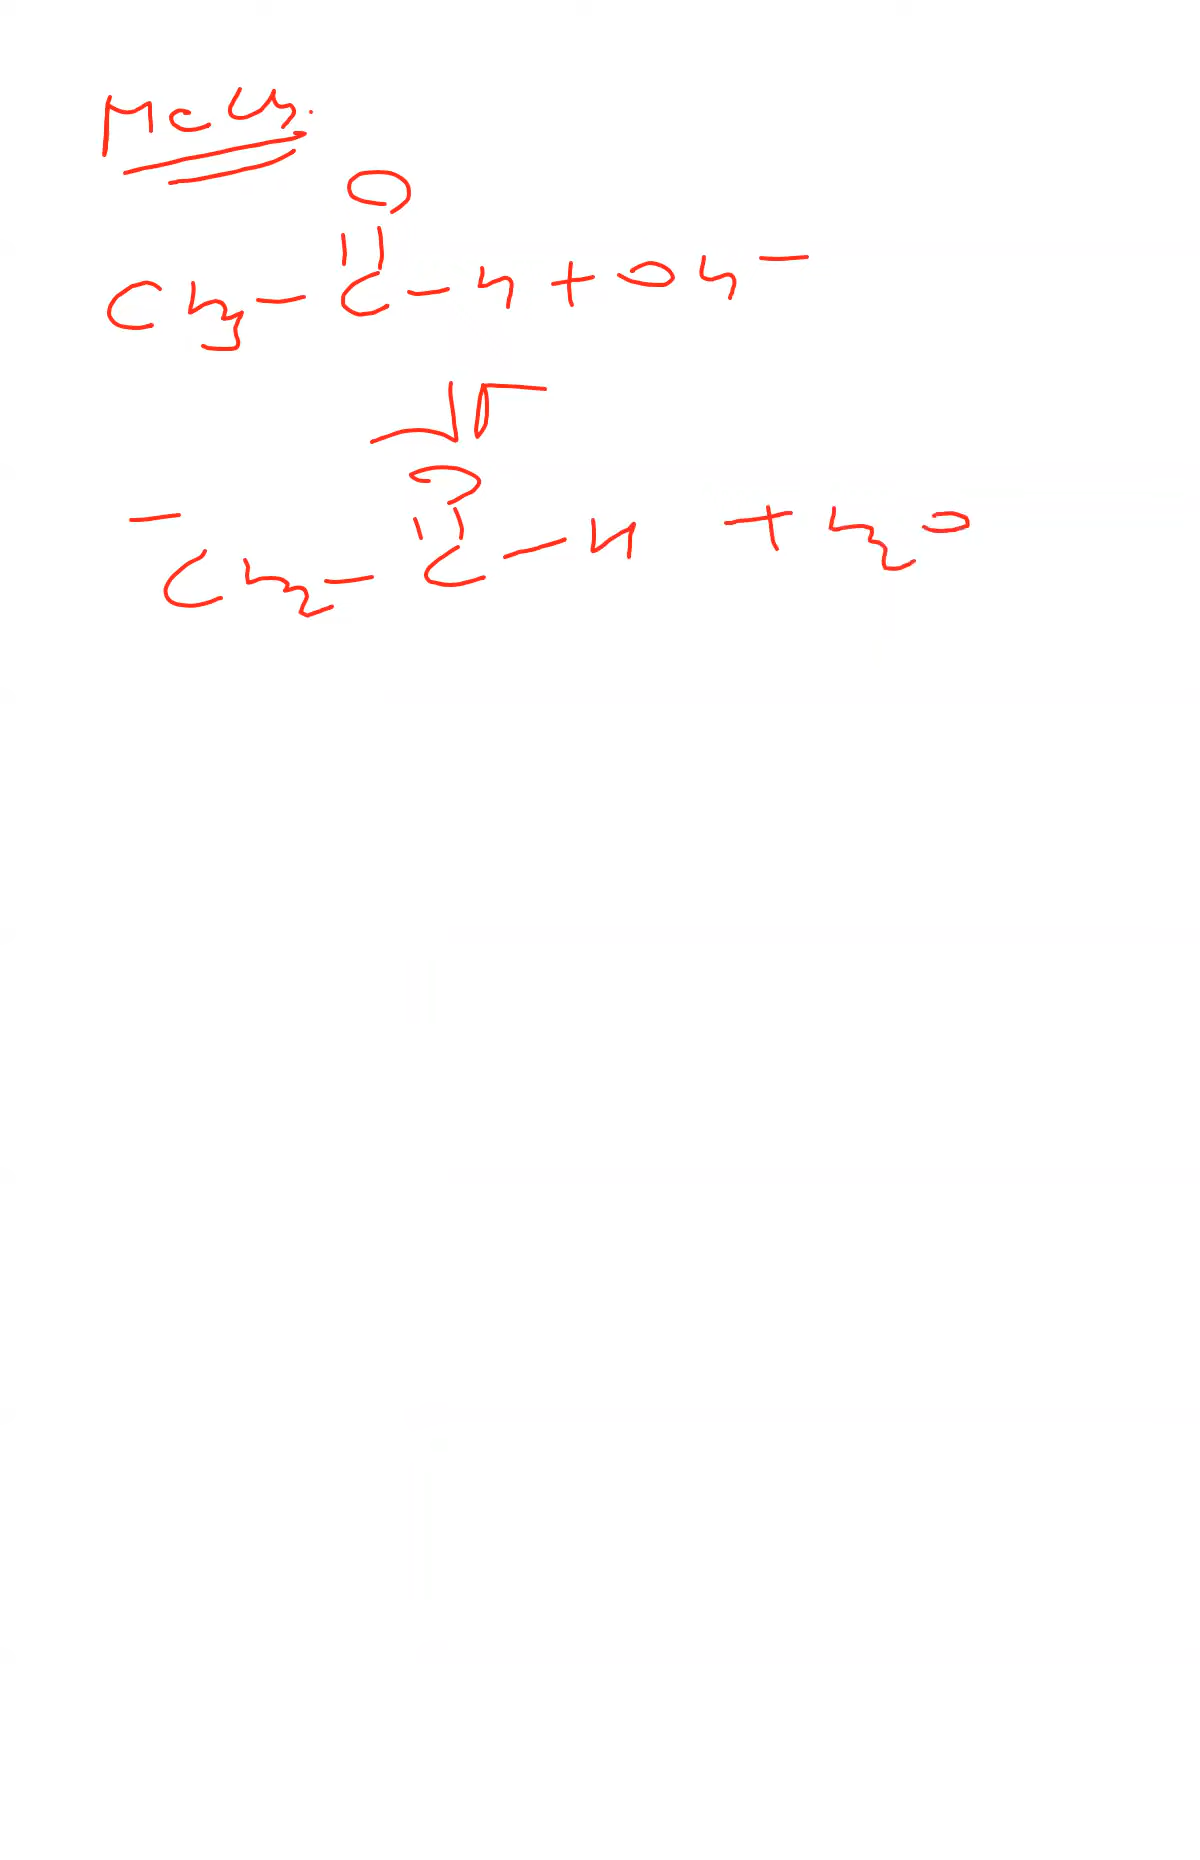 Mech.
O
||
CH3 - C - H + OH-
⇌
O
||
-CH2 - C - H + H2O